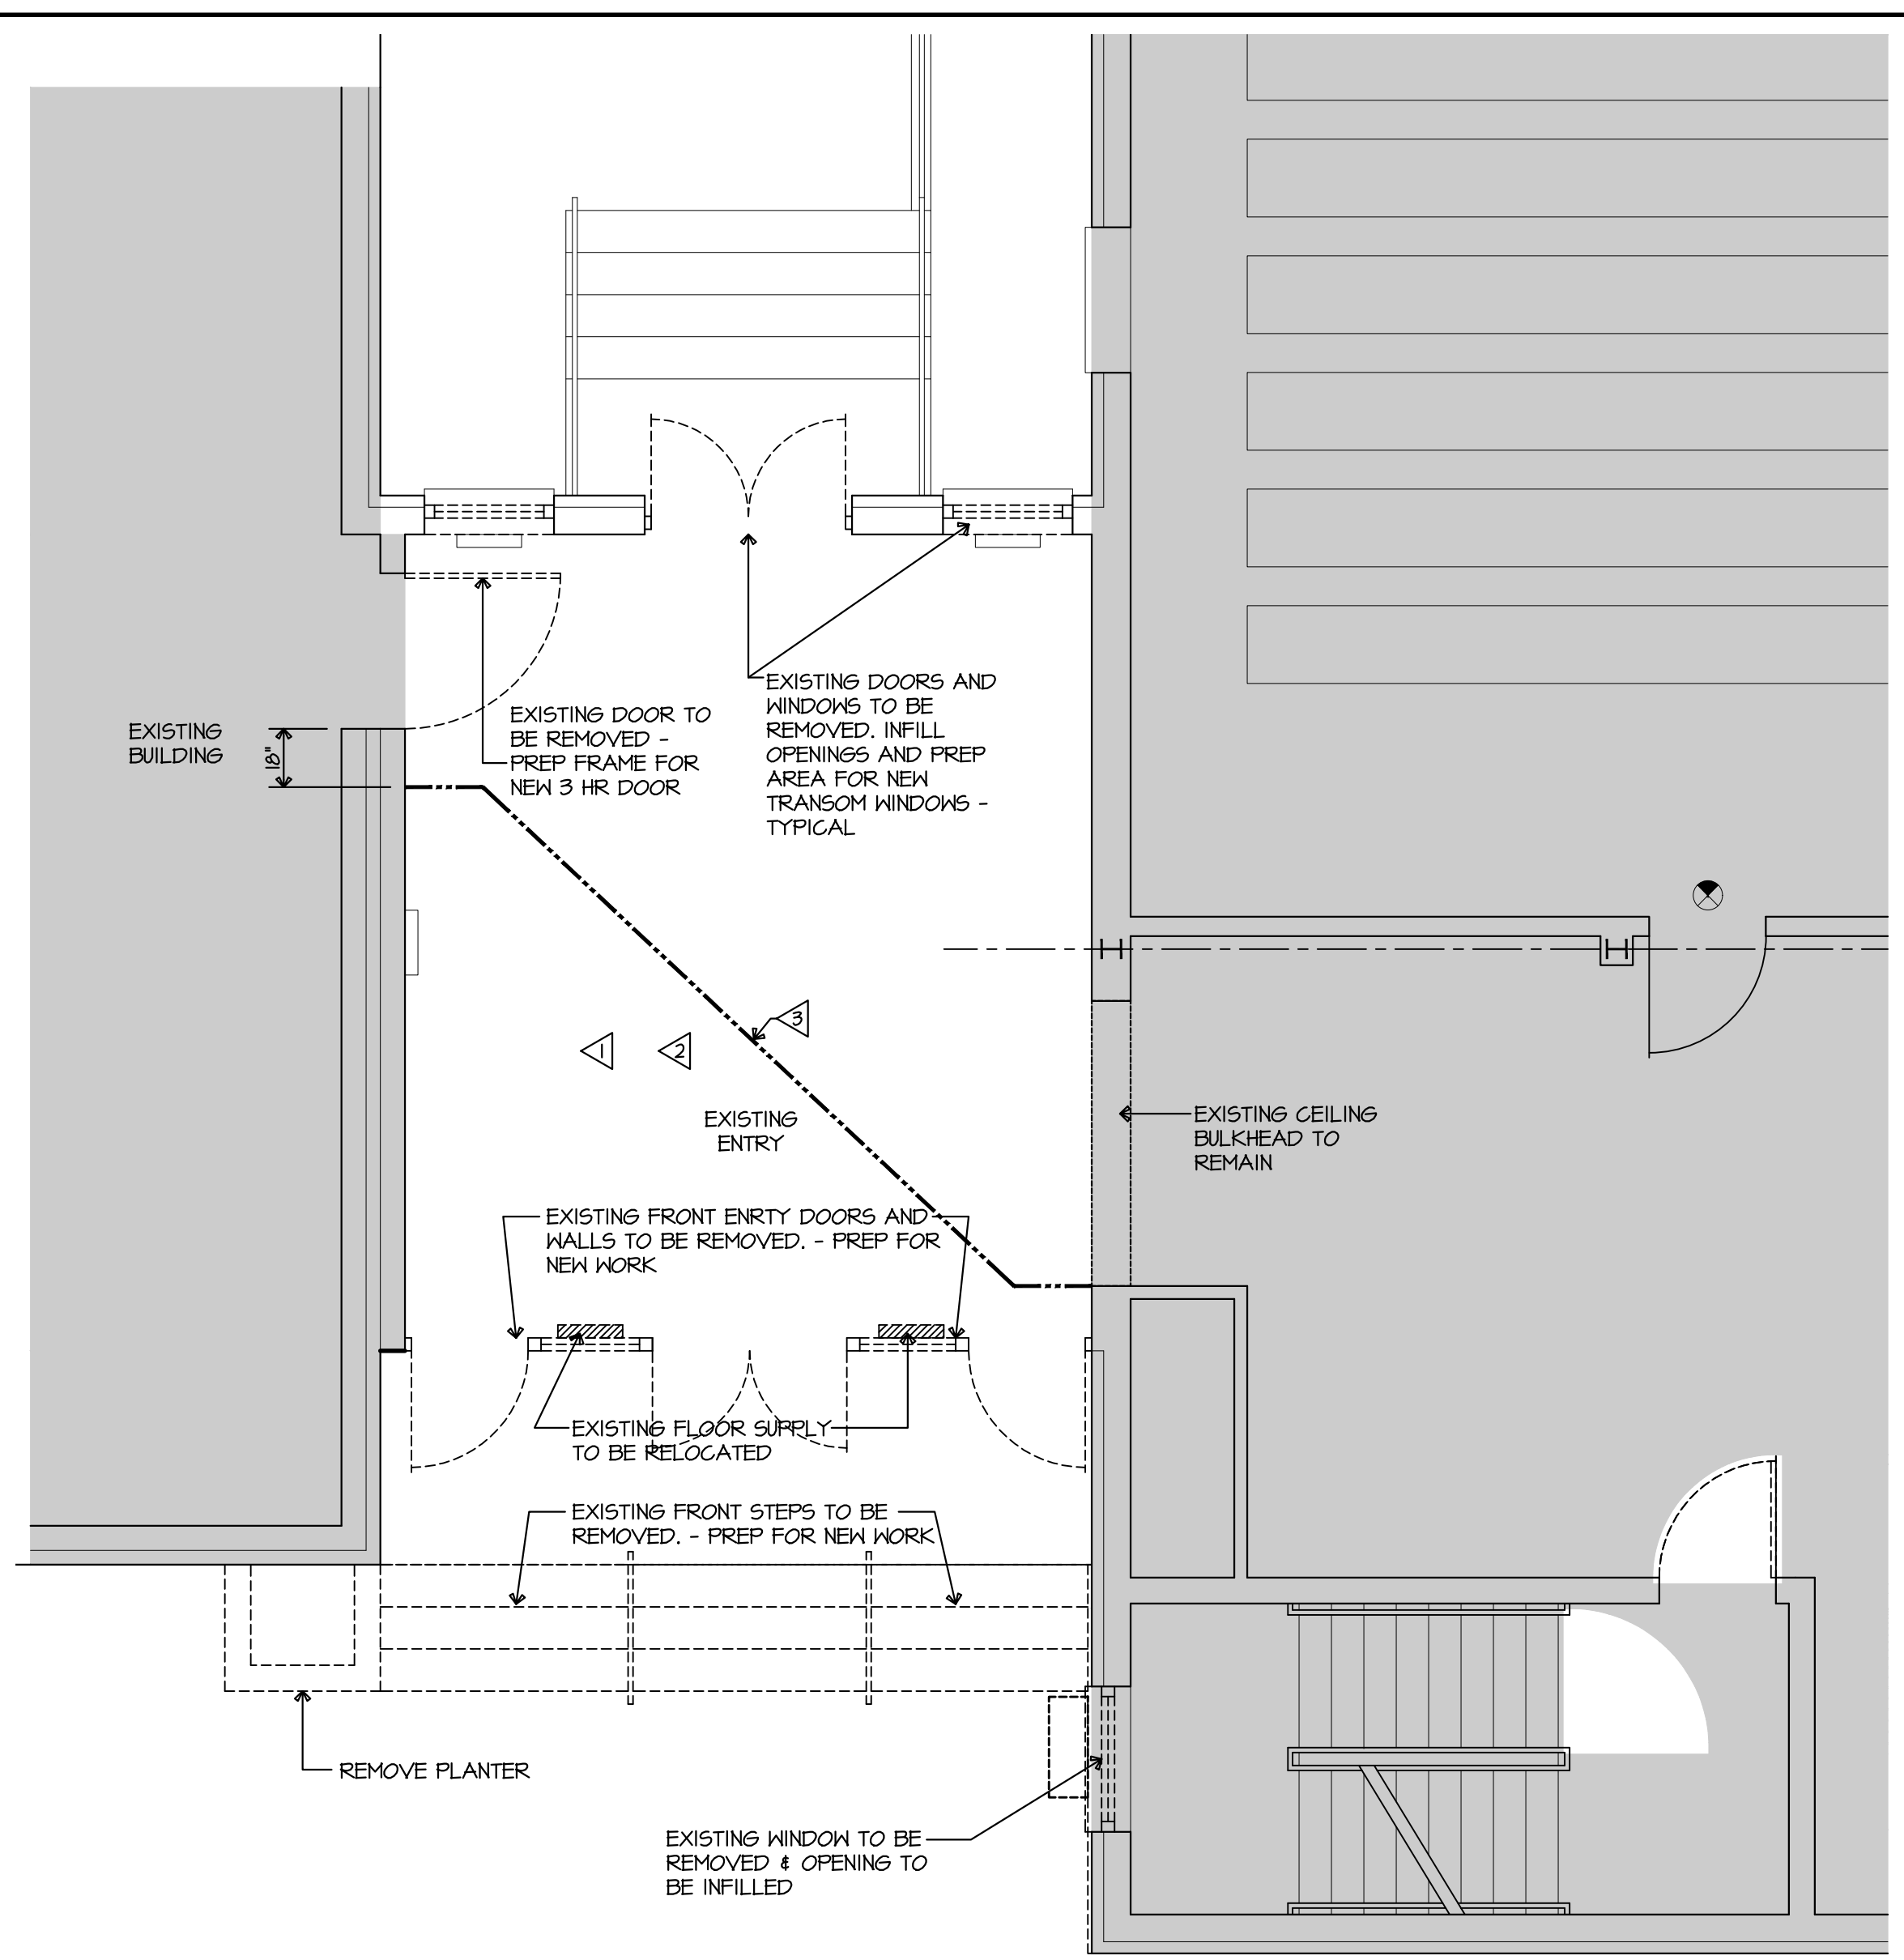 EXISTING DOORS AND
WINDOWS TO BE
REMOVED. INFILL
OPENINGS AND PREP
AREA FOR NEW
TRANSOM WINDOWS -
TYPICAL
EXISTING DOOR TO
BE REMOVED -
PREP FRAME FOR
NEW 3 HR DOOR
EXISTING
BUILDING
18"
3
1
2
EXISTING
ENTRY
EXISTING CEILING
BULKHEAD TO
REMAIN
EXISTING FRONT ENRTY DOORS AND
WALLS TO BE REMOVED. - PREP FOR
NEW WORK
EXISTING FLOOR SUPPLY
TO BE RELOCATED
EXISTING FRONT STEPS TO BE
REMOVED. - PREP FOR NEW WORK
REMOVE PLANTER
EXISTING WINDOW TO BE
REMOVED & OPENING TO
BE INFILLED